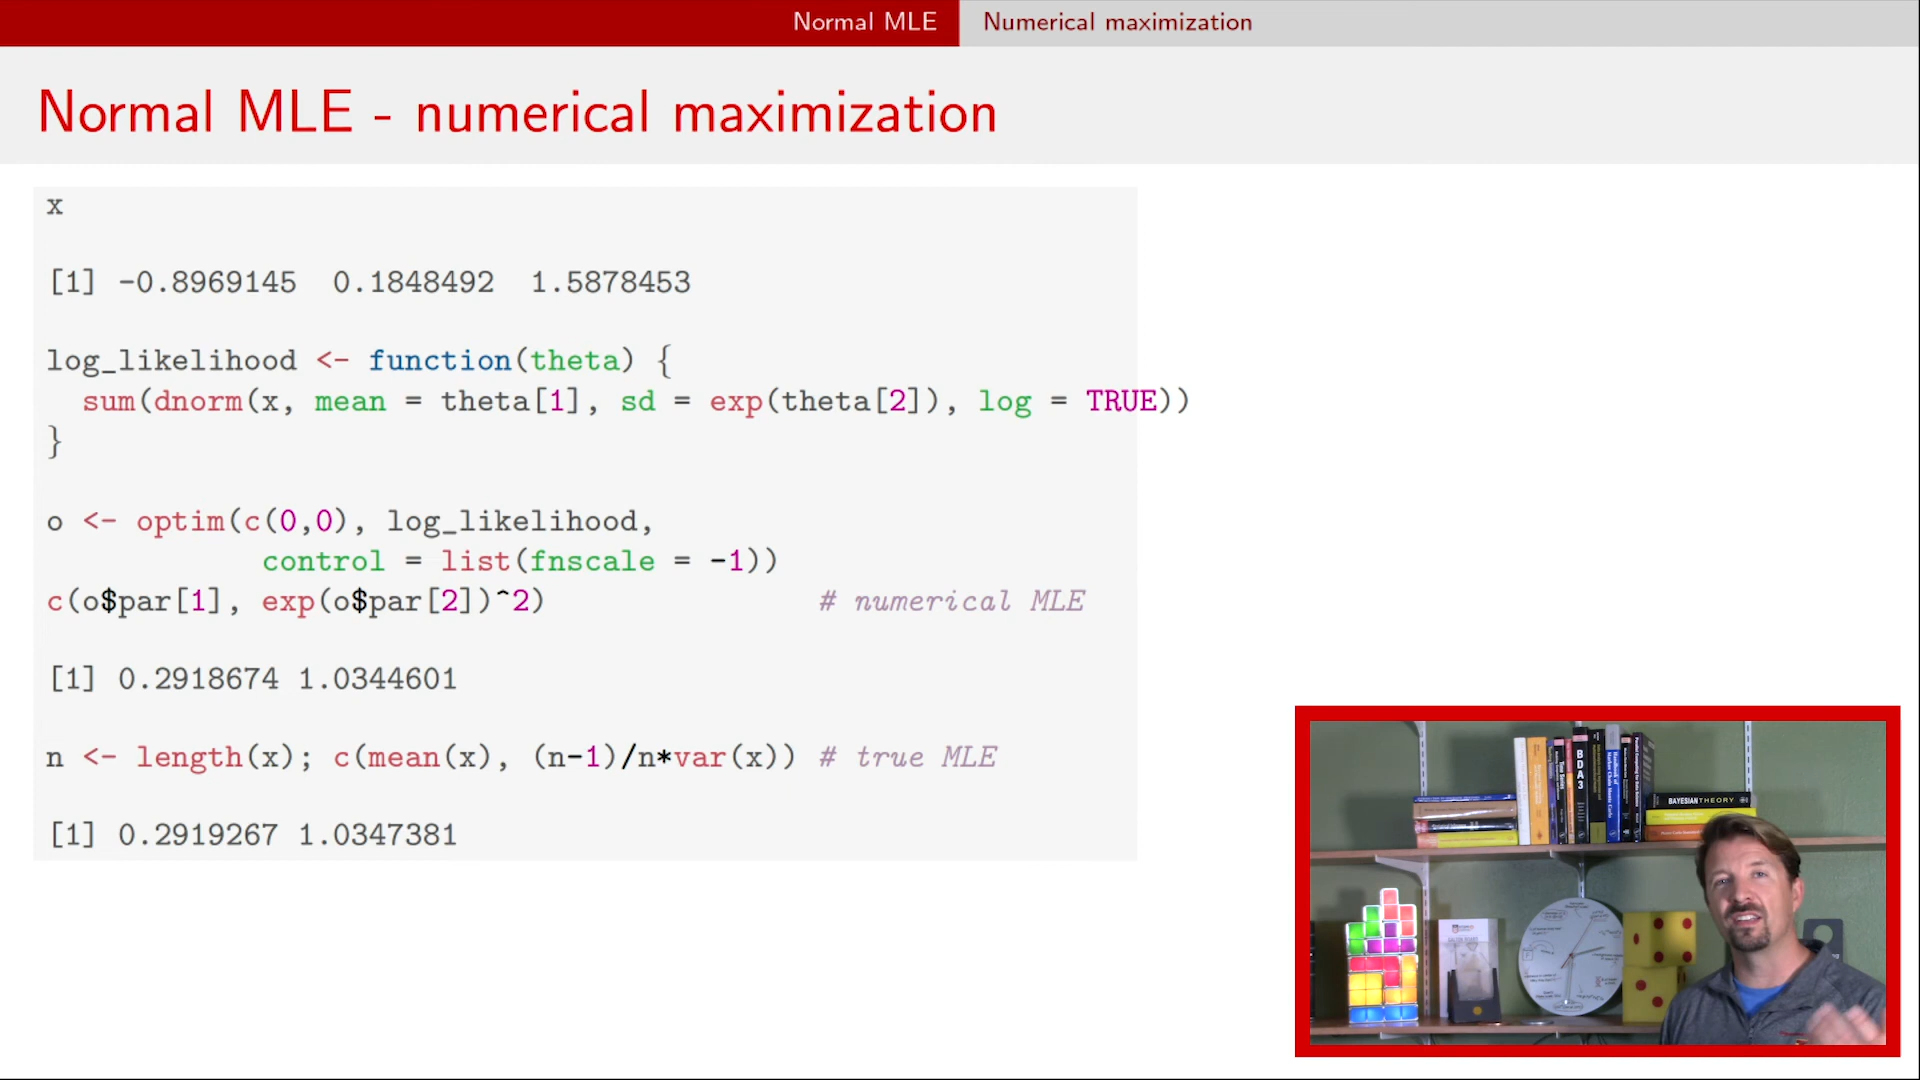 Normal MLE Numerical maximization
Normal MLE - numerical maximization
x
[1] -0.8969145 0.1848492 1.5878453
log_likelihood <- function(theta) {
sum(dnorm(x, mean = theta[1], sd = exp(theta[2]), log = TRUE))
}
o <- optim(c(0,0), log_likelihood,
control = list(fnscale = -1))
c(o$par[1], exp(o$par[2])^2) # numerical MLE
[1] 0.2918674 1.0344601
n <- length(x); c(mean(x), (n-1)/n*var(x)) # true MLE
[1] 0.2919267 1.0347381
BDA3
BAYESIAN THEORY